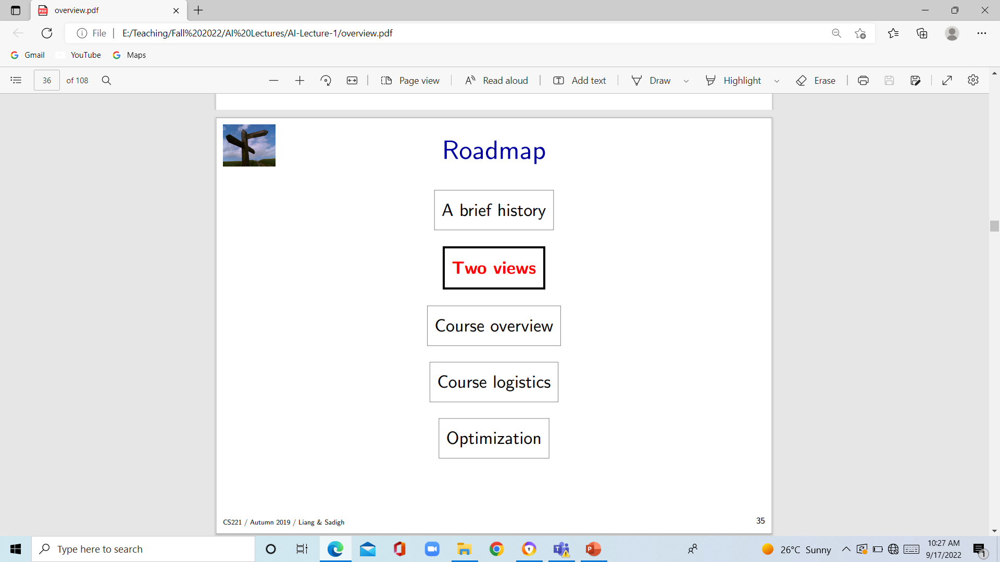 overview.pdf
File
E:/Teaching/Fall%202022/AI%20Lectures/AI-Lecture-1/overview.pdf
Gmail YouTube Maps
36 of 108 Page view Read aloud Add text Draw Highlight Erase
Roadmap
A brief history
Two views
Course overview
Course logistics
Optimization
CS221 / Autumn 2019 / Liang & Sadigh 35
Type here to search
26°C Sunny
10:27 AM
9/17/2022
1